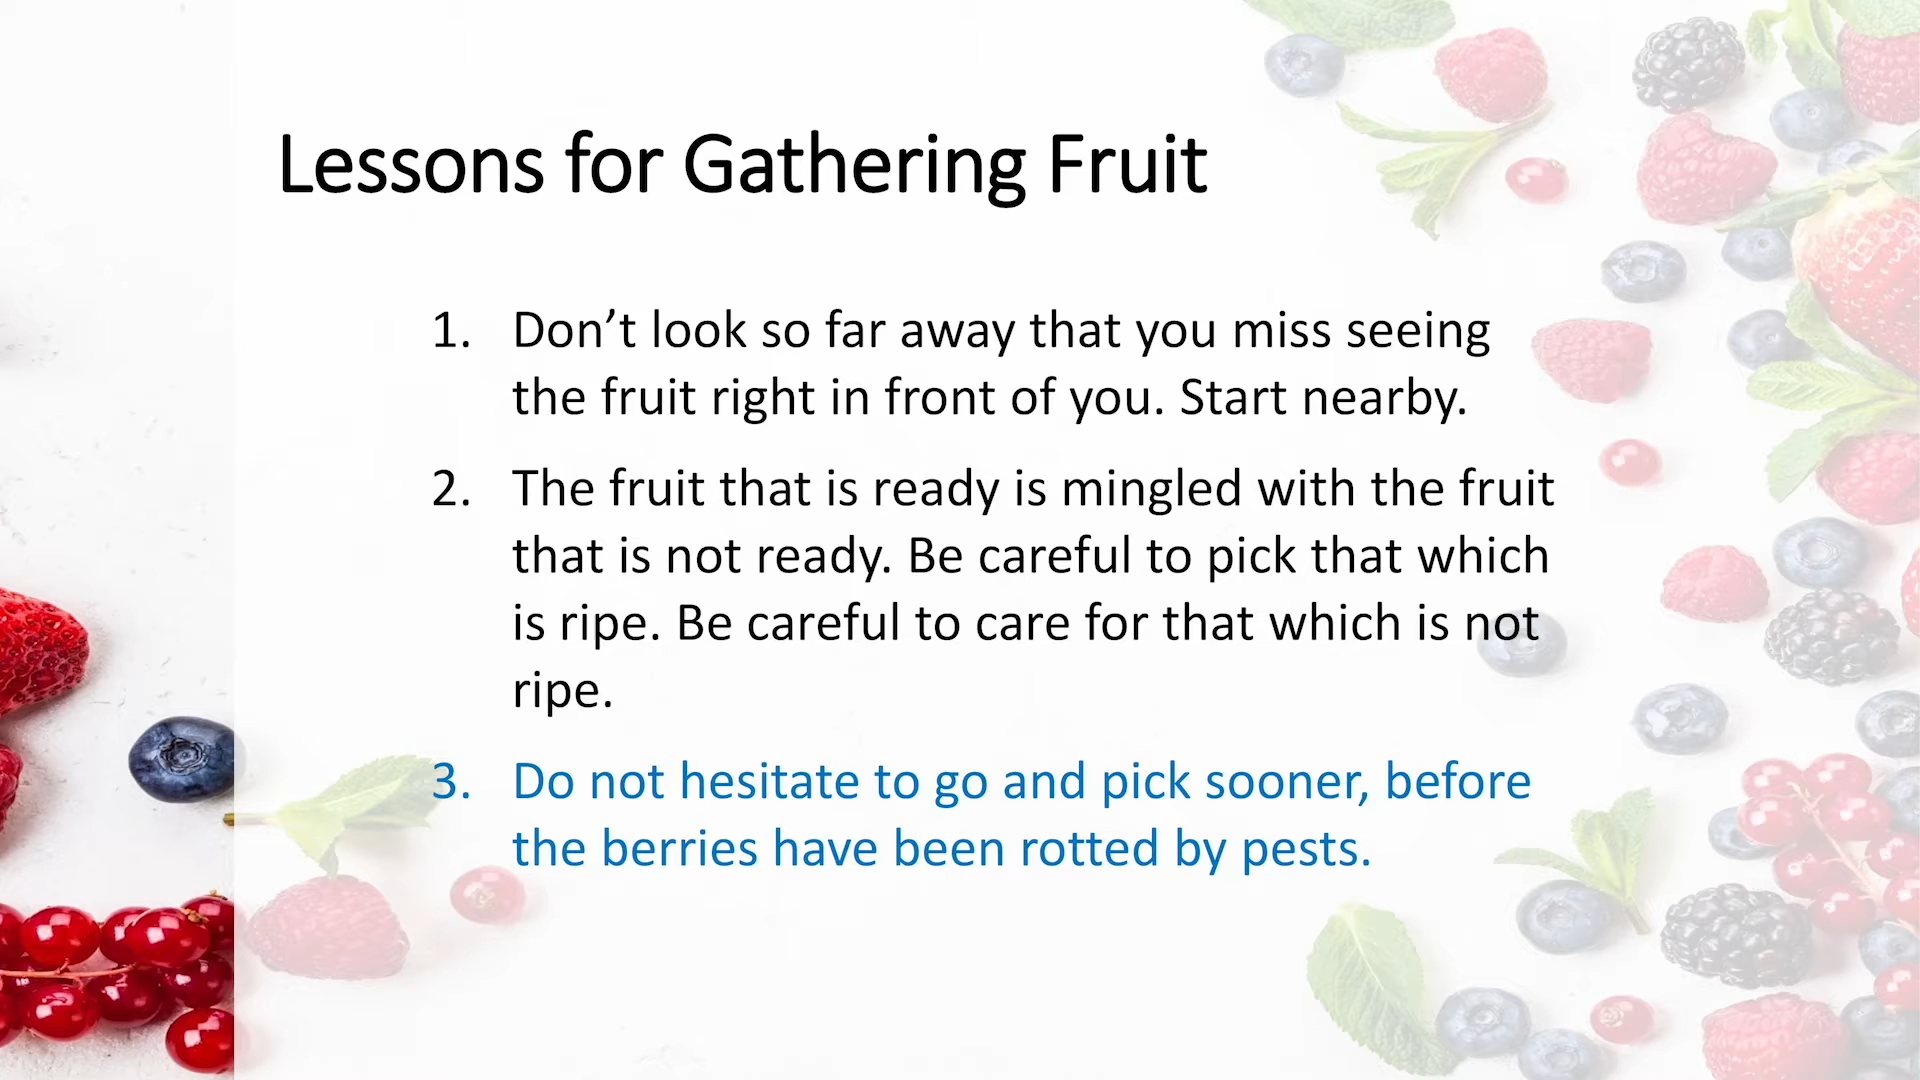 Lessons for Gathering Fruit
1. Don’t look so far away that you miss seeing
the fruit right in front of you. Start nearby.
2. The fruit that is ready is mingled with the fruit
that is not ready. Be careful to pick that which
is ripe. Be careful to care for that which is not
ripe.
3. Do not hesitate to go and pick sooner, before
the berries have been rotted by pests.